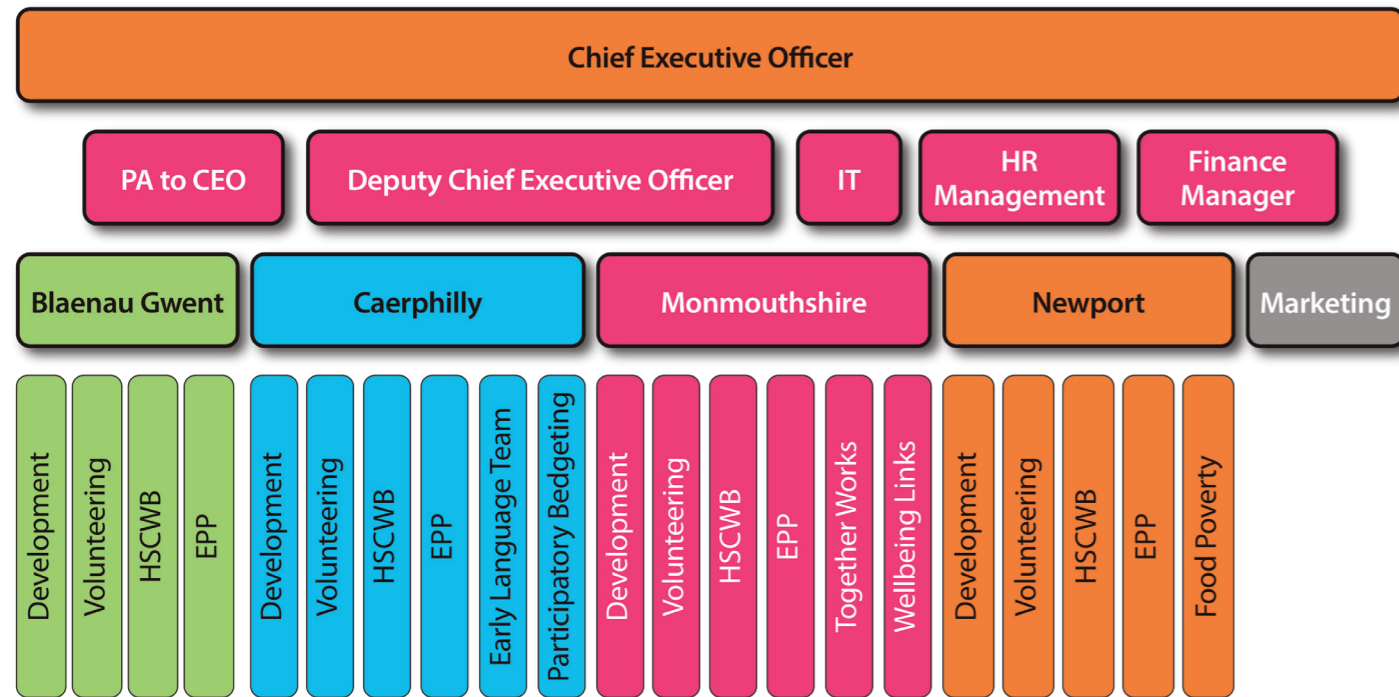 Chief Executive Officer
PA to CEO
Deputy Chief Executive Officer
IT
HR
Management
Finance
Manager
Blaenau Gwent
Caerphilly
Monmouthshire
Newport
Marketing
Development
Volunteering
HSCWB
EPP
Development
Volunteering
HSCWB
EPP
Early Language Team
Participatory Bedgeting
Development
Volunteering
HSCWB
EPP
Together Works
Wellbeing Links
Development
Volunteering
HSCWB
EPP
Food Poverty